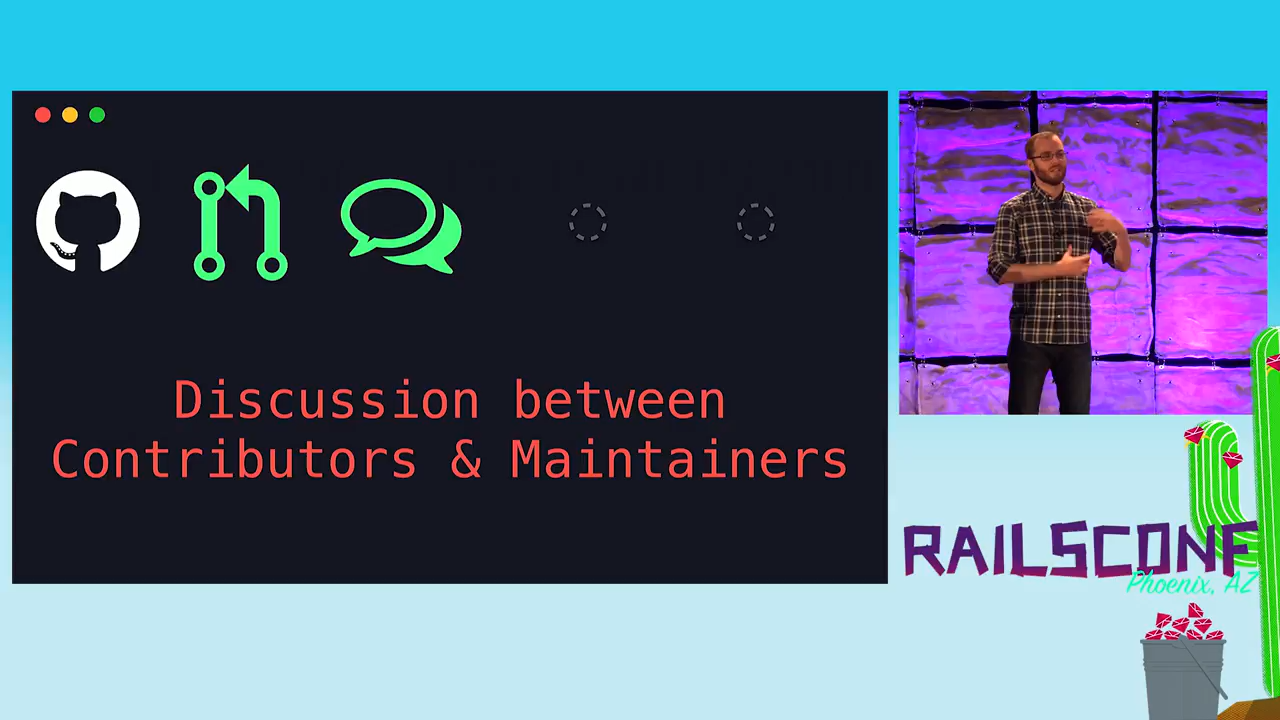 Discussion between
Contributors & Maintainers
RAILSCONF
Phoenix, AZ